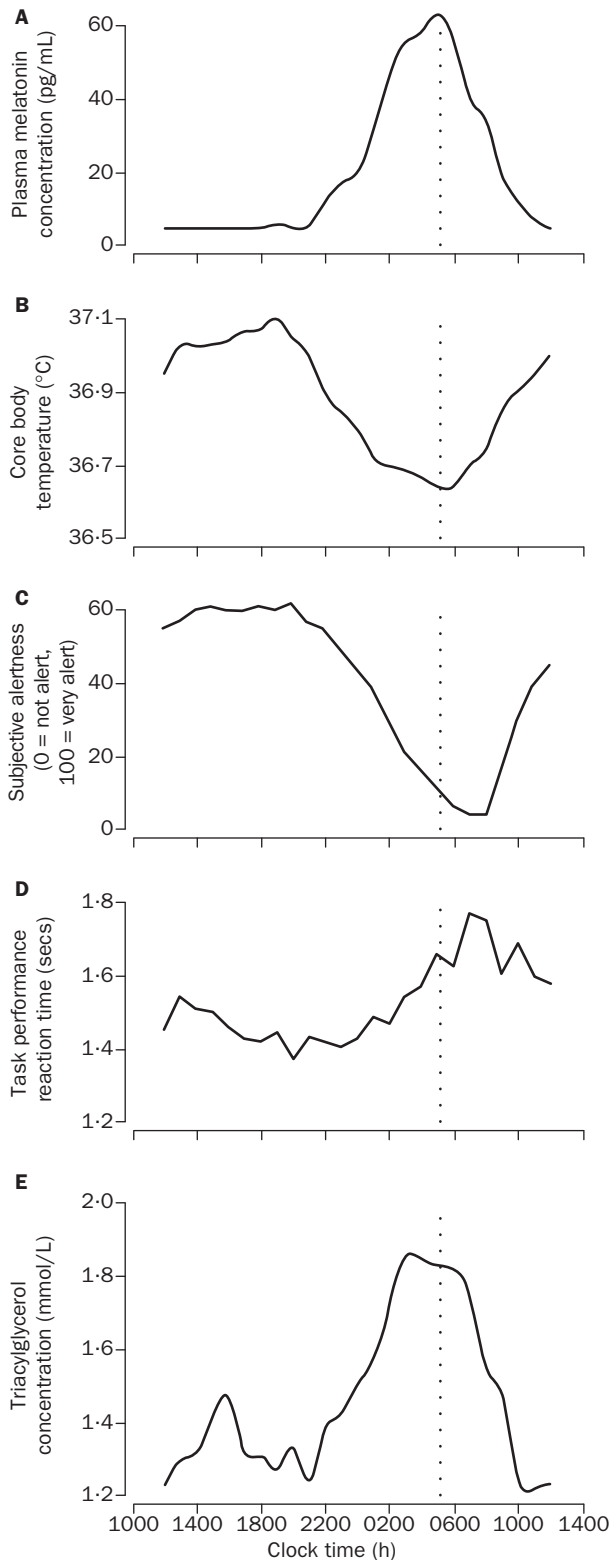 A
Plasma melatonin
concentration (pg/mL)
60
40
20
0
B
Core body
temperature (°C)
37·1
36·9
36·7
36·5
C
Subjective alertness
(0 = not alert,
100 = very alert)
60
40
20
0
D
Task performance
reaction time (secs)
1·8
1·6
1·4
1·2
E
Triacylglycerol
concentration (mmol/L)
2·0
1·8
1·6
1·4
1·2
1000 1400 1800 2200 0200 0600 1000 1400
Clock time (h)